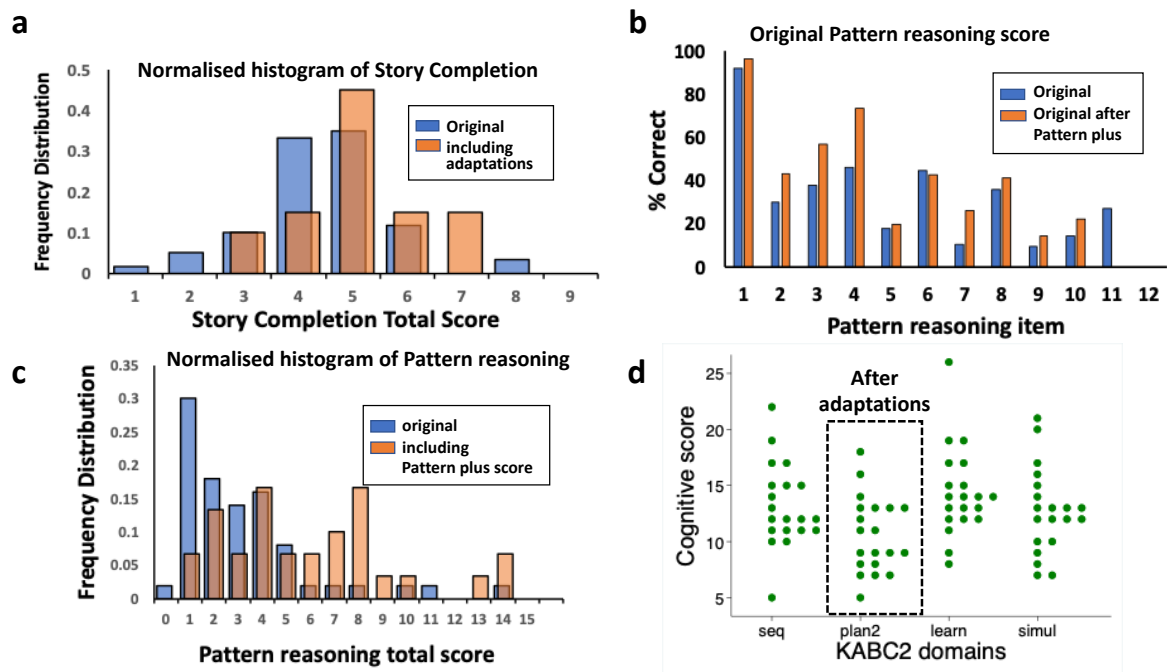 a
Normalised histogram of Story Completion
Frequency Distribution
0.5
0.4
0.3
0.2
0.1
0
Original
including
adaptations
1 2 3 4 5 6 7 8 9
Story Completion Total Score
b
Original Pattern reasoning score
% Correct
100
80
60
40
20
0
Original
Original after
Pattern plus
1 2 3 4 5 6 7 8 9 10 11 12
Pattern reasoning item
c
Normalised histogram of Pattern reasoning
Frequency Distribution
0.35
0.3
0.25
0.2
0.15
0.1
0.05
0
original
including
Pattern plus score
0 1 2 3 4 5 6 7 8 9 10 11 12 13 14 15
Pattern reasoning total score
d
After
adaptations
Cognitive score
25
20
15
10
5
seq plan2 learn simul
KABC2 domains